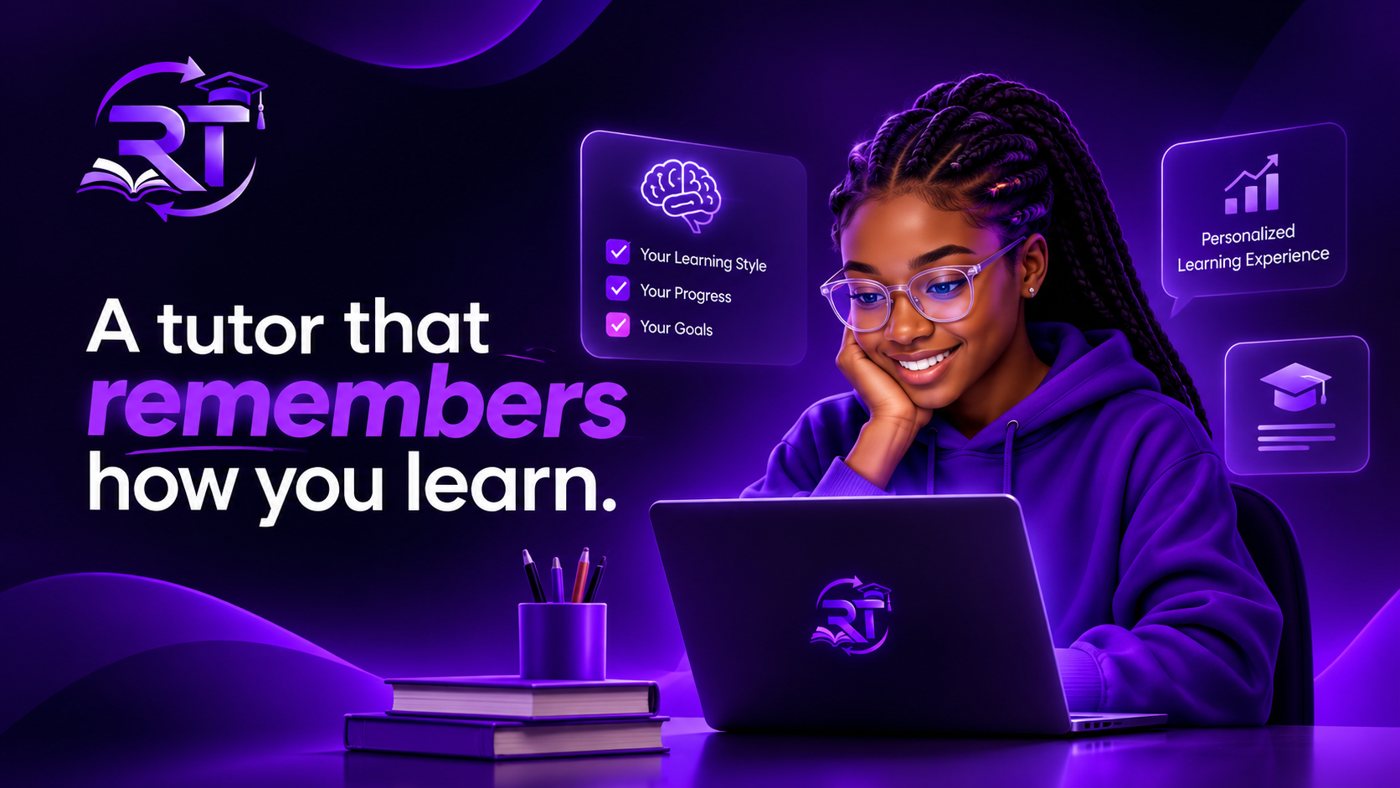 RT
A tutor that
remembers
how you learn.
Your Learning Style
Your Progress
Your Goals
Personalized
Learning Experience
RT